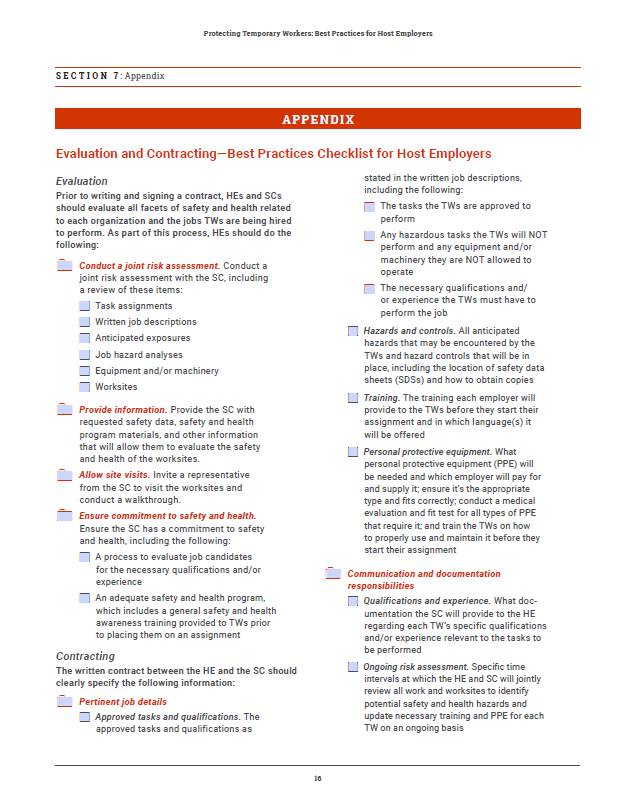 Protecting Temporary Workers: Best Practices for Host Employers
SECTION 7: Appendix
APPENDIX
Evaluation and Contracting—Best Practices Checklist for Host Employers
Evaluation
Prior to writing and signing a contract, HEs and SCs
should evaluate all facets of safety and health related
to each organization and the jobs TWs are being hired
to perform. As part of this process, HEs should do the
following:
Conduct a joint risk assessment. Conduct a
joint risk assessment with the SC, including
a review of these items:
Task assignments
Written job descriptions
Anticipated exposures
Job hazard analyses
Equipment and/or machinery
Worksites
Provide information. Provide the SC with
requested safety data, safety and health
program materials, and other information
that will allow them to evaluate the safety
and health of the worksites.
Allow site visits. Invite a representative
from the SC to visit the worksites and
conduct a walkthrough.
Ensure commitment to safety and health.
Ensure the SC has a commitment to safety
and health, including the following:
A process to evaluate job candidates
for the necessary qualifications and/or
experience
An adequate safety and health program,
which includes a general safety and health
awareness training provided to TWs prior
to placing them on an assignment
Contracting
The written contract between the HE and the SC should
clearly specify the following information:
Pertinent job details
Approved tasks and qualifications. The
approved tasks and qualifications as
stated in the written job descriptions,
including the following:
The tasks the TWs are approved to
perform
Any hazardous tasks the TWs will NOT
perform and any equipment and/or
machinery they are NOT allowed to
operate
The necessary qualifications and/
or experience the TWs must have to
perform the job
Hazards and controls. All anticipated
hazards that may be encountered by the
TWs and hazard controls that will be in
place, including the location of safety data
sheets (SDSs) and how to obtain copies
Training. The training each employer will
provide to the TWs before they start their
assignment and in which language(s) it
will be offered
Personal protective equipment. What
personal protective equipment (PPE) will
be needed and which employer will pay for
and supply it; ensure it's the appropriate
type and fits correctly; conduct a medical
evaluation and fit test for all types of PPE
that require it; and train the TWs on how
to properly use and maintain it before they
start their assignment
Communication and documentation
responsibilities
Qualifications and experience. What doc-
umentation the SC will provide to the HE
regarding each TW's specific qualifications
and/or experience relevant to the tasks to
be performed
Ongoing risk assessment. Specific time
intervals at which the HE and SC will jointly
review all work and worksites to identify
potential safety and health hazards and
update necessary training and PPE for each
TW on an ongoing basis
16